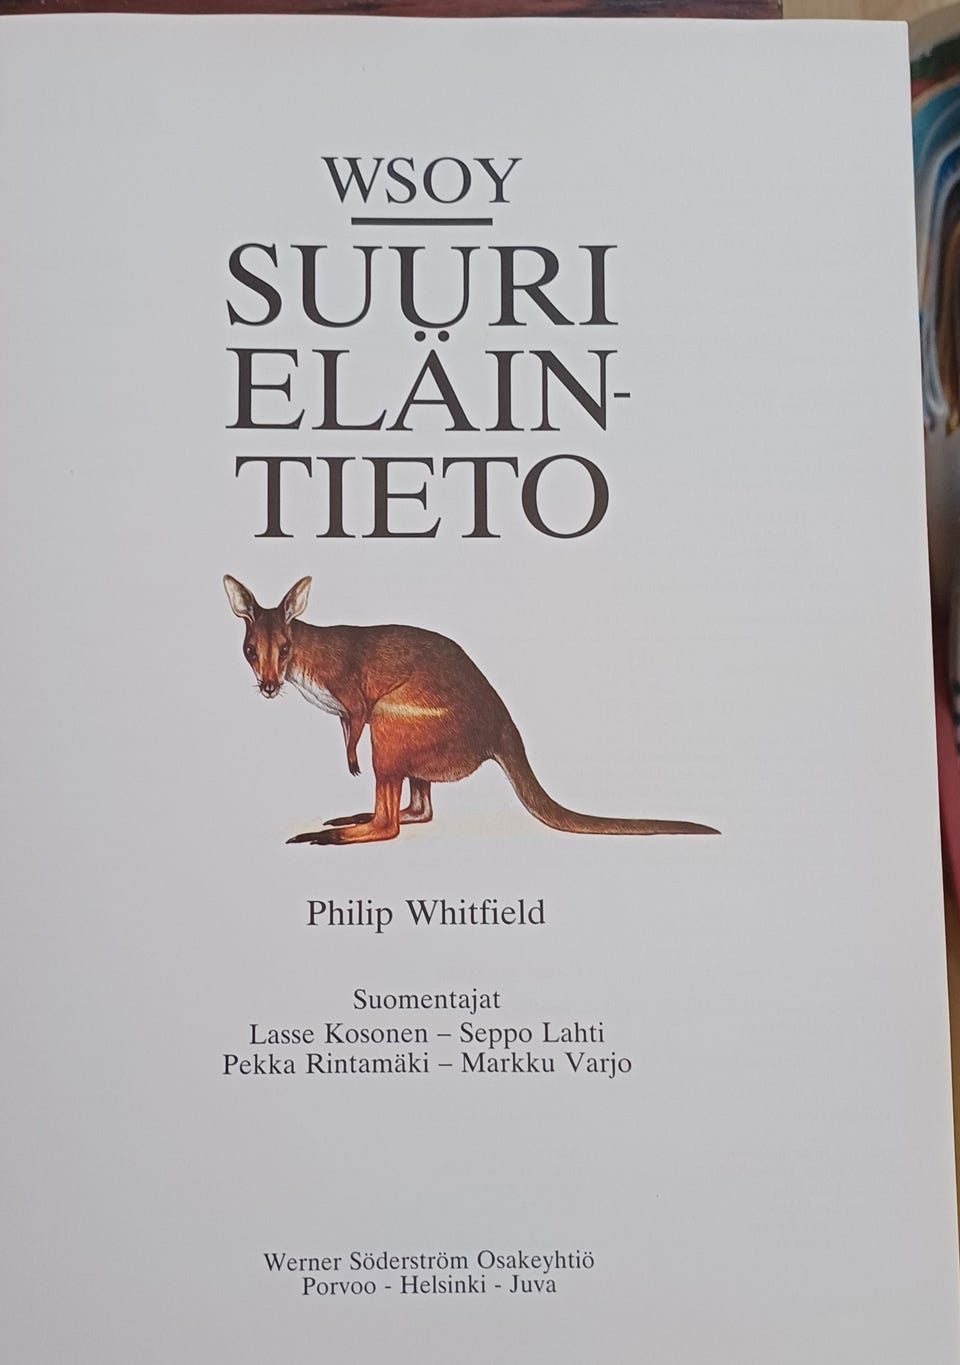 WSOY
SUURI
ELÄIN-
TIETO
Philip Whitfield
Suomentajat
Lasse Kosonen – Seppo Lahti
Pekka Rintamäki – Markku Varjo
Werner Söderström Osakeyhtiö
Porvoo - Helsinki - Juva